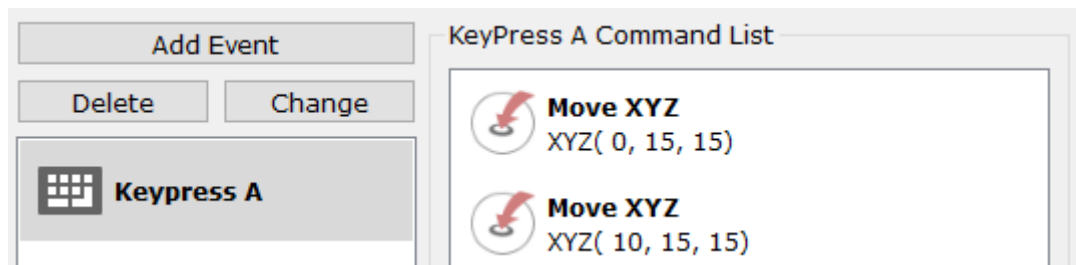 Add Event
Delete
Change
Keypress A
KeyPress A Command List
Move XYZ
XYZ( 0, 15, 15)
Move XYZ
XYZ( 10, 15, 15)